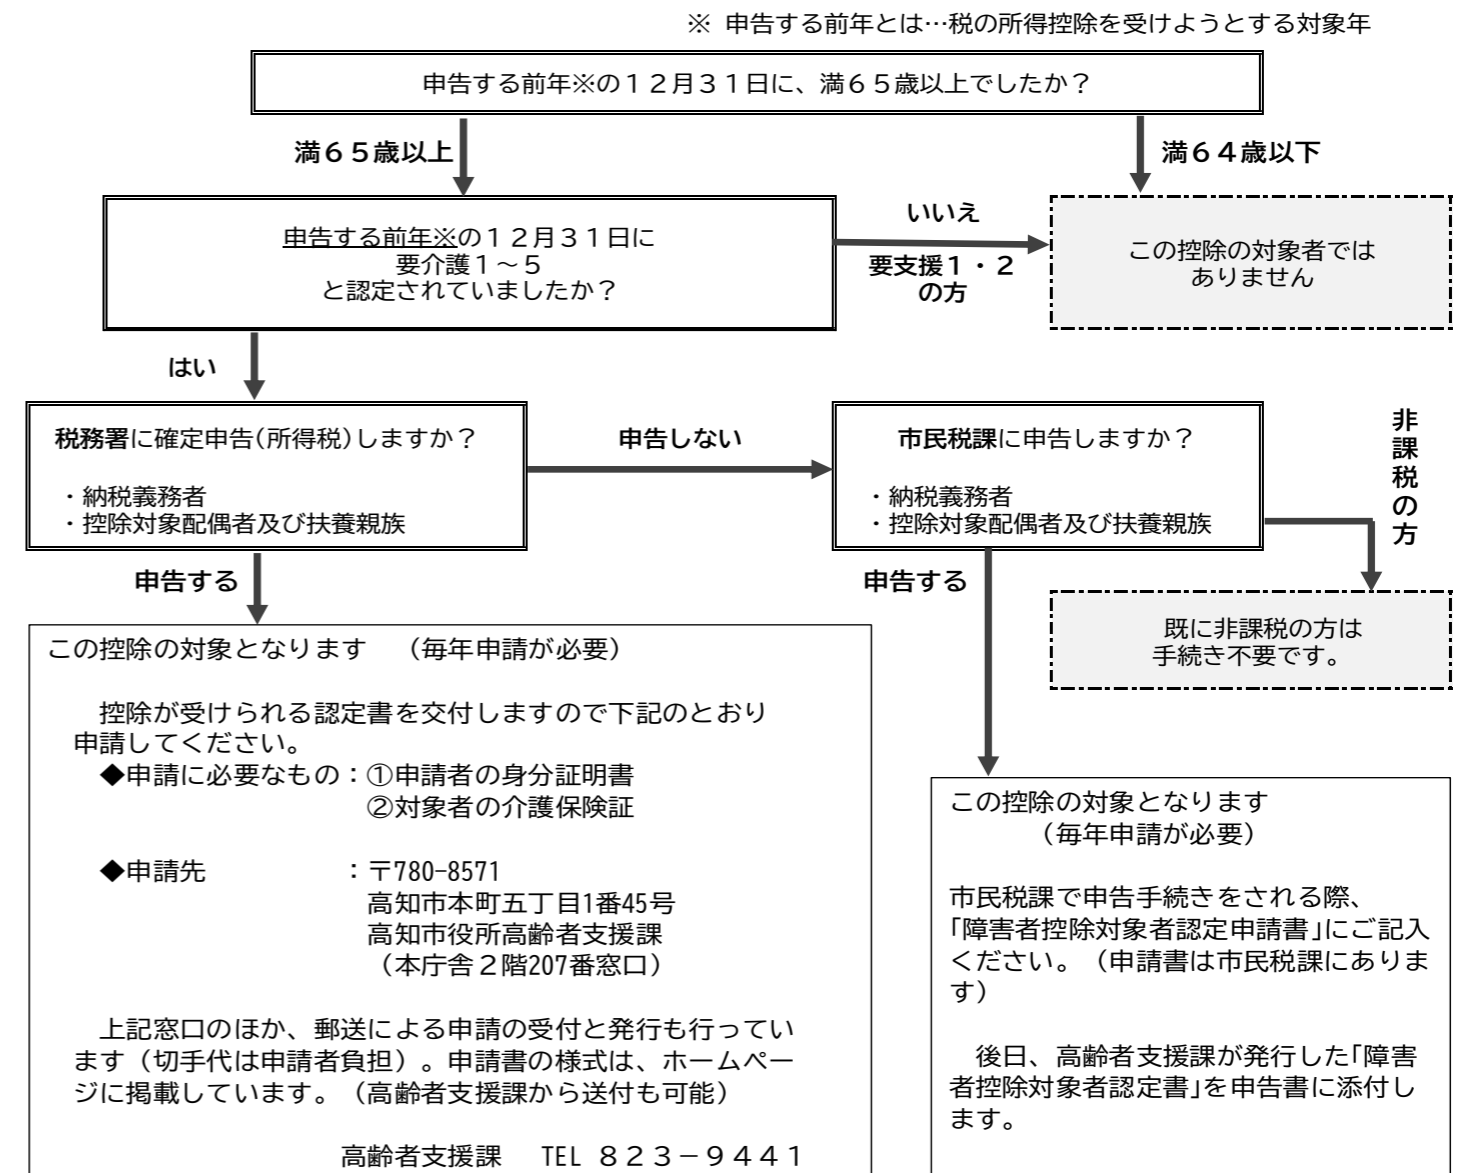 ※ 申告する前年とは…税の所得控除を受けようとする対象年
申告する前年※の１２月３１日に、満６５歳以上でしたか？
満６５歳以上
満６４歳以下
申告する前年※の１２月３１日に
要介護１～５
と認定されていましたか？
いいえ
要支援１・２
の方
この控除の対象者では
ありません
はい
税務署に確定申告(所得税)しますか？
・納税義務者
・控除対象配偶者及び扶養親族
申告しない
市民税課に申告しますか？
・納税義務者
・控除対象配偶者及び扶養親族
非課税の方
申告する
申告する
既に非課税の方は
手続き不要です。
この控除の対象となります　（毎年申請が必要）
控除が受けられる認定書を交付しますので下記のとおり
申請してください。
◆申請に必要なもの：①申請者の身分証明書
②対象者の介護保険証
◆申請先　　　　　：〒780-8571
高知市本町五丁目1番45号
高知市役所高齢者支援課
（本庁舎２階207番窓口）
上記窓口のほか、郵送による申請の受付と発行も行ってい
ます（切手代は申請者負担）。申請書の様式は、ホームペー
ジに掲載しています。（高齢者支援課から送付も可能）
高齢者支援課　TEL ８２３－９４４１
この控除の対象となります
（毎年申請が必要）
市民税課で申告手続きをされる際、
｢障害者控除対象者認定申請書｣にご記入
ください。（申請書は市民税課にありま
す）
後日、高齢者支援課が発行した｢障害
者控除対象者認定書｣を申告書に添付し
ます。